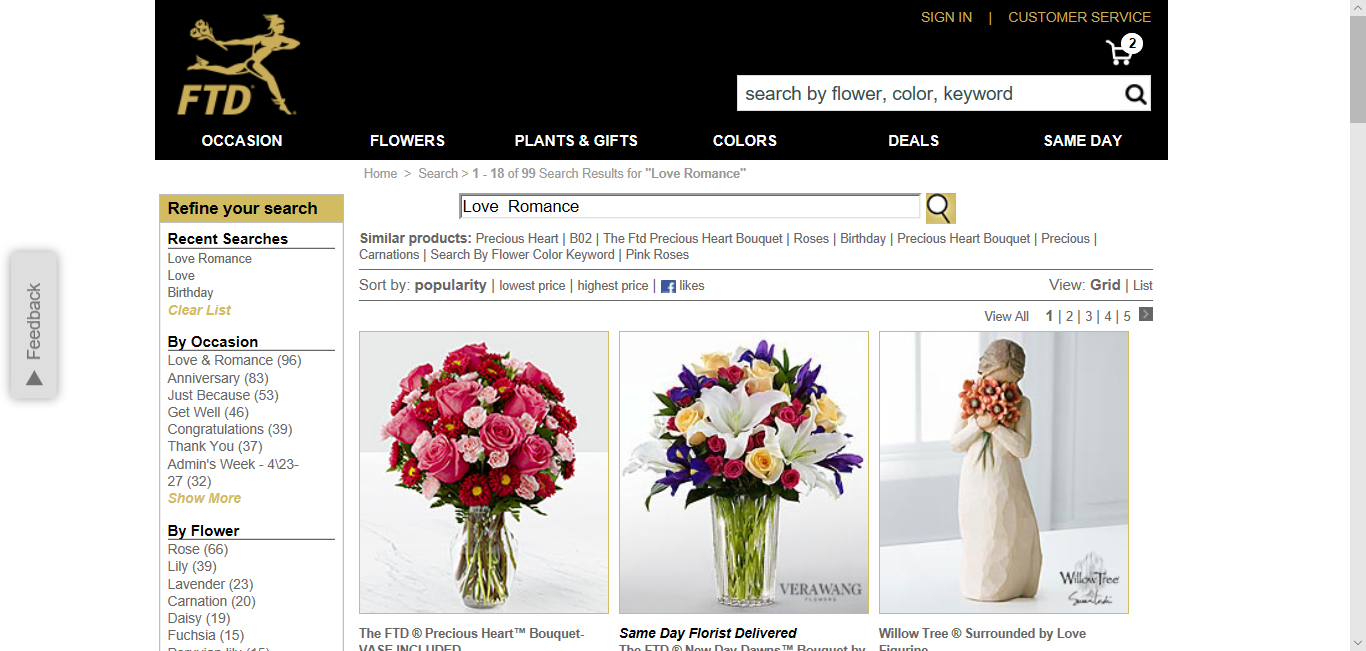 SIGN IN | CUSTOMER SERVICE
2
FTD
search by flower, color, keyword
OCCASION FLOWERS PLANTS & GIFTS COLORS DEALS SAME DAY
Home > Search > 1 - 18 of 99 Search Results for "Love Romance"
Refine your search
Recent Searches
Love Romance
Love
Birthday
Clear List
By Occasion
Love & Romance (96)
Anniversary (83)
Just Because (53)
Get Well (46)
Congratulations (39)
Thank You (37)
Admin's Week - 4\23-
27 (32)
Show More
By Flower
Rose (66)
Lily (39)
Lavender (23)
Carnation (20)
Daisy (19)
Fuchsia (15)
Peruvian lily (15)
Feedback
Love  Romance
Similar products: Precious Heart | B02 | The Ftd Precious Heart Bouquet | Roses | Birthday | Precious Heart Bouquet | Precious |
Carnations | Search By Flower Color Keyword | Pink Roses
Sort by: popularity | lowest price | highest price | f likes
View: Grid | List
View All 1 | 2 | 3 | 4 | 5 >
VERAWANG
FLOWERS
Willow Tree
The FTD ® Precious Heart™ Bouquet-
VASE INCLUDED
Same Day Florist Delivered
The FTD ® New Day Dawns™ Bouquet by
Willow Tree ® Surrounded by Love
Figurine